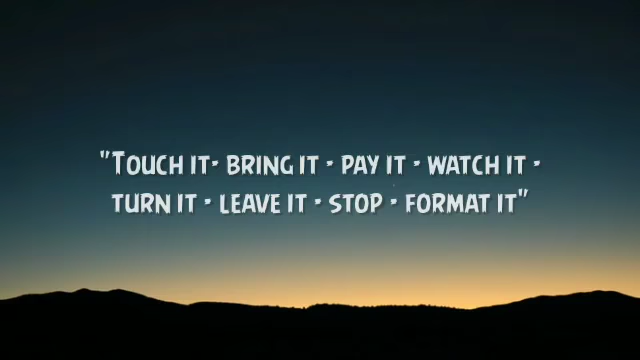 "Touch it- bring it - pay it - watch it -
turn it - leave it - stop - format it"